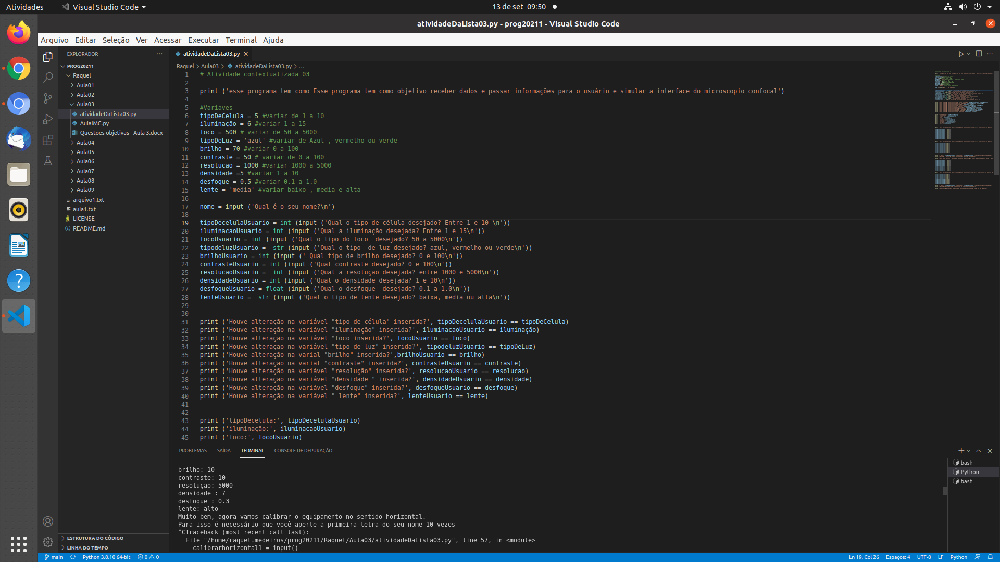 Atividades
Visual Studio Code
13 de set 09:50
atividadeDaLista03.py - prog20211 - Visual Studio Code
Arquivo Editar Seleção Ver Acessar Executar Terminal Ajuda
EXPLORADOR
PROG20211
Raquel
Aula01
Aula02
Aula03
atividadeDaLista03.py
AulaIMC.py
Questoes objetivas - Aula 3.docx
Aula04
Aula05
Aula06
Aula07
Aula08
Aula09
arquivo1.txt
aula1.txt
LICENSE
README.md
ESTRUTURA DO CÓDIGO
LINHA DO TEMPO
atividadeDaLista03.py
Raquel > Aula03 > atividadeDaLista03.py > ...
1 # Atividade contextualizada 03
2
3 print ('esse programa tem como Esse programa tem como objetivo receber dados e passar informações para o usuário e simular a interface do microscopio confocal')
4
5 #Variaves
6 tipoDeCelula = 5 #variar de 1 a 10
7 iluminação = 6 #variar 1 a 15
8 foco = 500 # variar de 50 a 5000
9 tipoDeLuz = 'azul' #variar de Azul , vermelho ou verde
10 brilho = 70 #variar 0 a 100
11 contraste = 50 # variar de 0 a 100
12 resolucao = 1000 #variar 1000 a 5000
13 densidade =5 #variar 1 a 10
14 desfoque = 0.5 #variar 0.1 a 1.0
15 lente = 'media' #variar baixo , media e alta
16
17 nome = input ('Qual é o seu nome?\n')
18
19 tipoDecelulaUsuario = int (input ('Qual o tipo de célula desejado? Entre 1 e 10 \n'))
20 iluminacaoUsuario = int (input ('Qual a iluminação desejada? Entre 1 e 15\n'))
21 focoUsuario = int (input ('Qual o tipo do foco  desejado? 50 a 5000\n'))
22 tipodeluzUsuario =  str (input ('Qual o tipo  de luz desejado? azul, vermelho ou verde\n'))
23 brilhoUsuario = int (input (' Qual tipo de brilho desejado? 0 e 100\n'))
24 contrasteUsuario = int (input ('Qual contraste desejado? 0 e 100\n'))
25 resolucaoUsuario =  int (input ('Qual a resolução desejada? entre 1000 e 5000\n'))
26 densidadeUsuario = int (input ('Qual o densidade desejada? 1 e 10\n'))
27 desfoqueUsuario = float (input ('Qual o desfoque  desejado? 0.1 a 1.0\n'))
28 lenteUsuario =  str (input ('Qual o tipo de lente desejado? baixa, media ou alta\n'))
29
30
31 print ('Houve alteração na variável "tipo de célula" inserida?', tipoDecelulaUsuario == tipoDeCelula)
32 print ('Houve alteração na variável "iluminação" inserida?', iluminacaoUsuario == iluminação)
33 print ('Houve alteração na variável "foco inserida?', focoUsuario == foco)
34 print ('Houve alteração na variável "tipo de luz" inserida?', tipodeluzUsuario == tipoDeLuz)
35 print ('Houve alteração na varial "brilho" inserida?',brilhoUsuario == brilho)
36 print ('Houve alteração na varial "contraste" inserida?', contrasteUsuario == contraste)
37 print ('Houve alteração na variável "resolução" inserida?', resolucaoUsuario == resolucao)
38 print ('Houve alteração na variável "densidade " inserida?', densidadeUsuario == densidade)
39 print ('Houve alteração na variável "desfoque" inserida?', desfoqueUsuario == desfoque)
40 print ('Houve alteração na variável " lente" inserida?', lenteUsuario == lente)
41
42
43 print ('tipoDecelula:', tipoDecelulaUsuario)
44 print ('iluminação:', iluminacaoUsuario)
45 print ('foco:', focoUsuario)
PROBLEMAS SAÍDA TERMINAL CONSOLE DE DEPURAÇÃO
brilho: 10
contraste: 10
resolução: 5000
densidade : 7
desfoque : 0.3
lente: alto
Muito bem, agora vamos calibrar o equipamento no sentido horizontal.
Para isso é necessário que você aperte a primeira letra do seu nome 10 vezes
^CTraceback (most recent call last):
File "/home/raquel.medeiros/prog20211/Raquel/Aula03/atividadeDaLista03.py", line 57, in <module>
calibrarhorizontal1 = input()
bash
Python
bash
main
Python 3.8.10 64-bit
0 0
Ln 19, Col 26
Espaços: 4
UTF-8
LF
Python